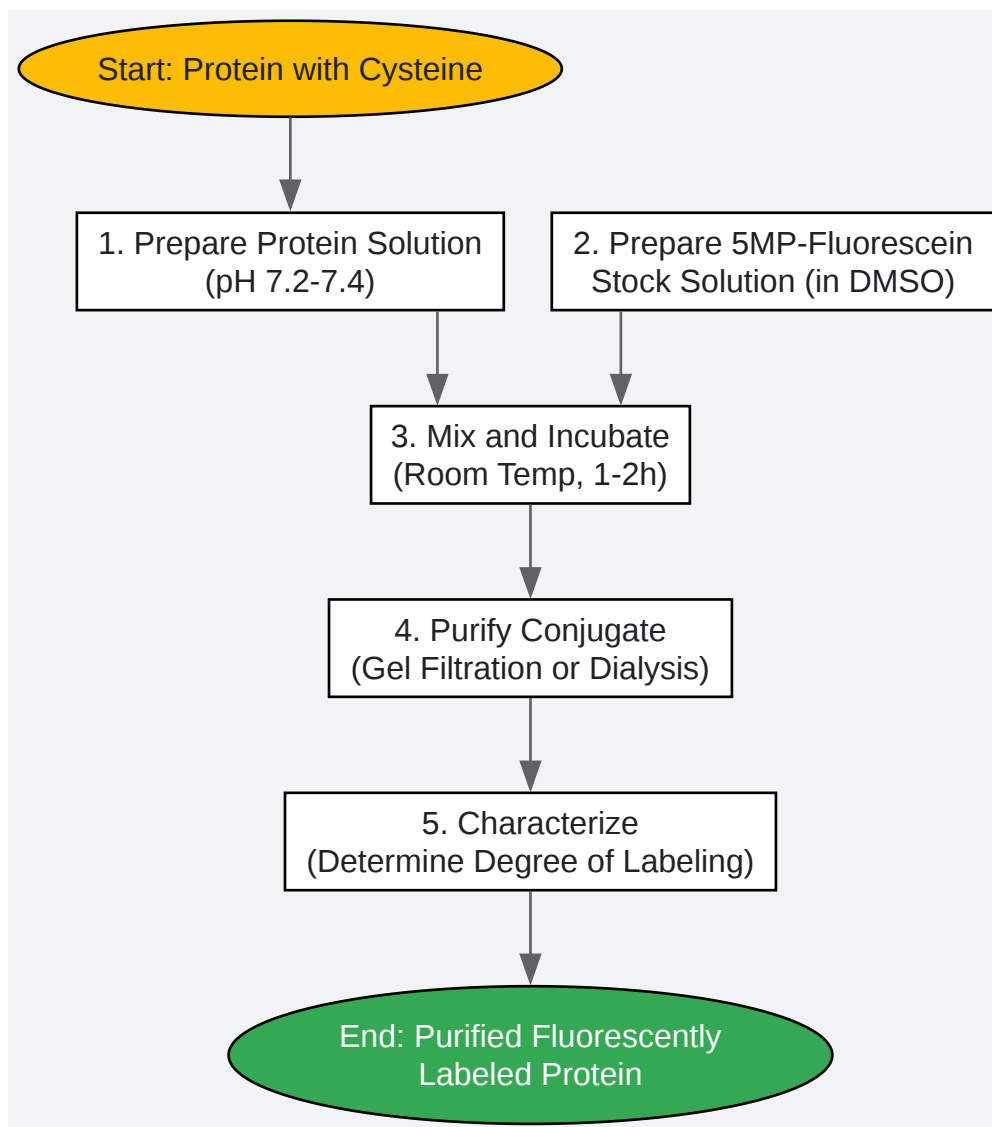 Start: Protein with Cysteine
1. Prepare Protein Solution
(pH 7.2-7.4)
2. Prepare 5MP-Fluorescein
Stock Solution (in DMSO)
3. Mix and Incubate
(Room Temp, 1-2h)
4. Purify Conjugate
(Gel Filtration or Dialysis)
5. Characterize
(Determine Degree of Labeling)
End: Purified Fluorescently
Labeled Protein